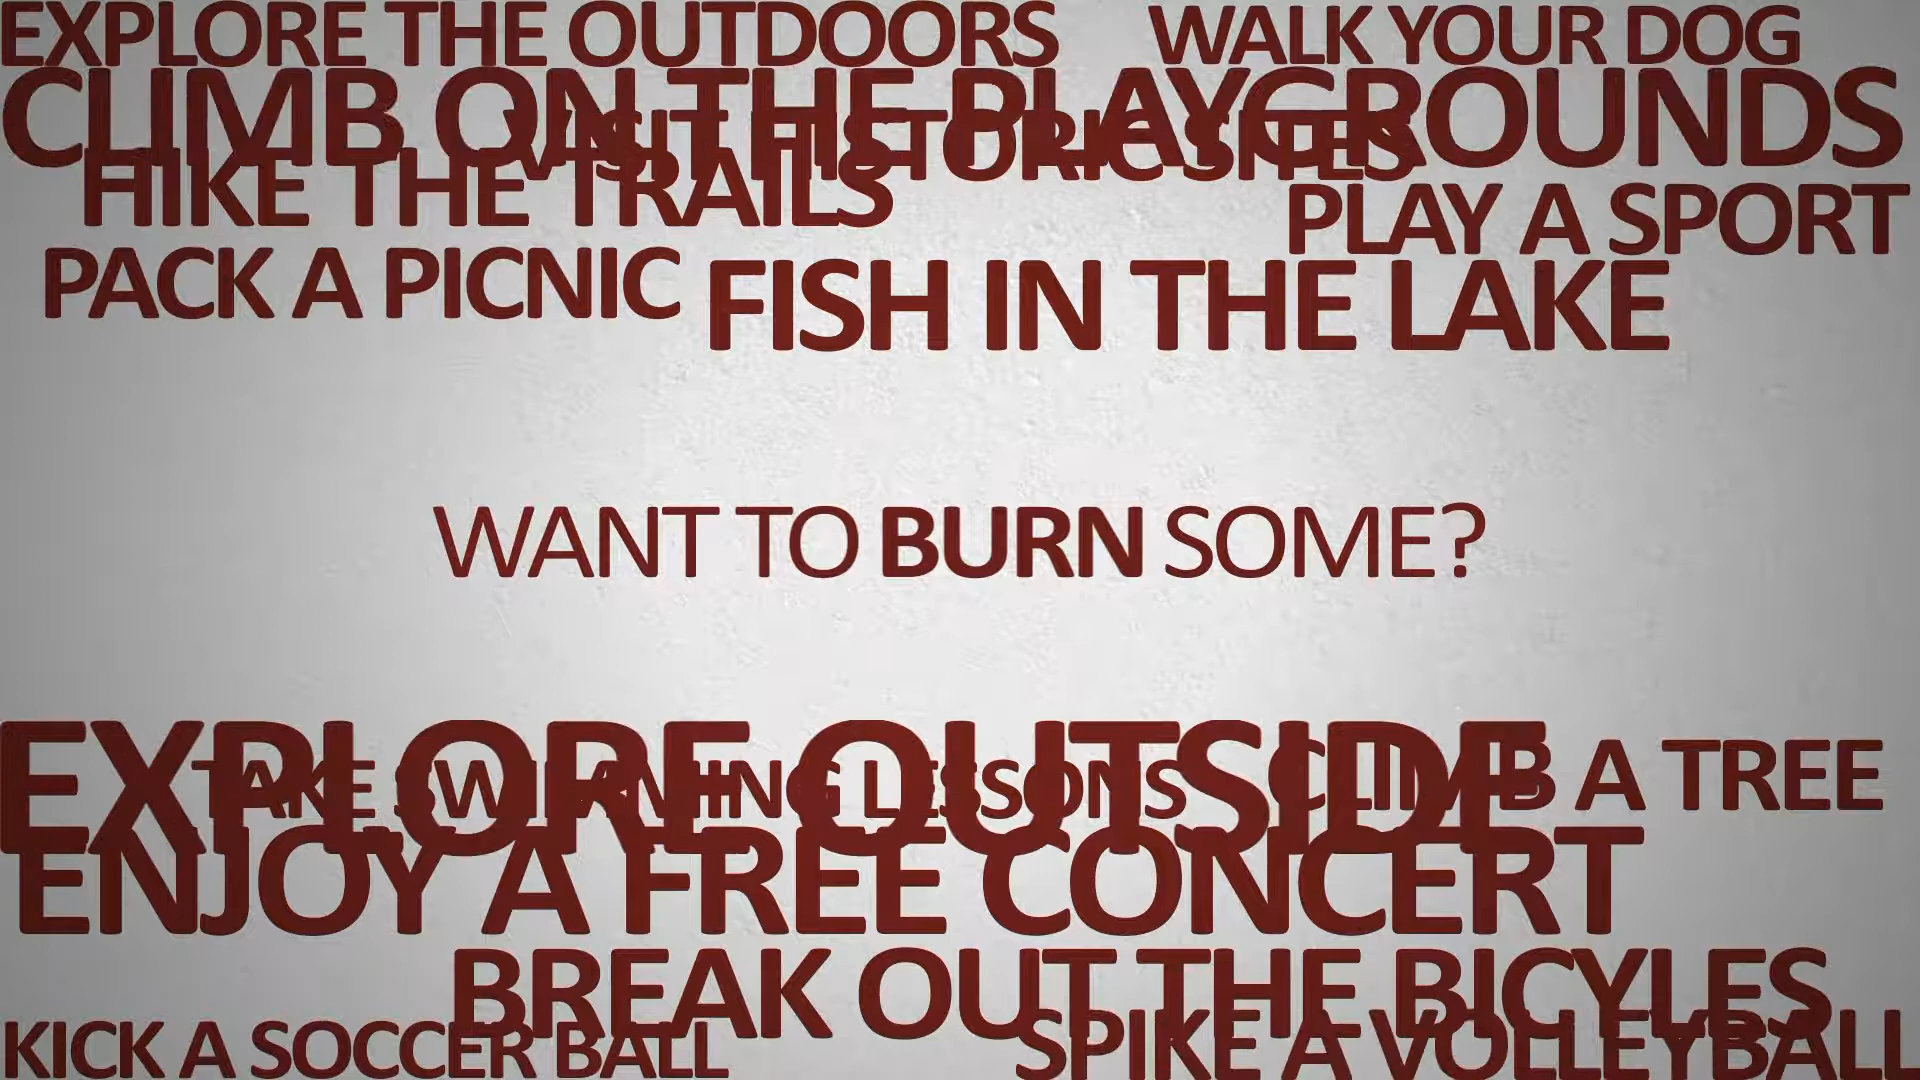 EXPLORE THE OUTDOORS
WALK YOUR DOG
CLIMB ON THE PLAYGROUNDS
VISIT HISTORIC SITES
HIKE THE TRAILS
PLAY A SPORT
PACK A PICNIC
FISH IN THE LAKE
WANT TO BURN SOME?
EXPLORE OUTSIDE
TAKE SWIMMING LESSONS
CLIMB A TREE
ENJOY A FREE CONCERT
BREAK OUT THE BICYLES
KICK A SOCCER BALL
SPIKE A VOLLEYBALL